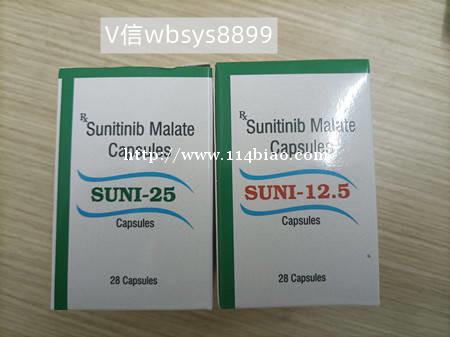 V信wbsys8899
Rx Sunitinib Malate
Capsules
SUNI-25
Capsules
28 Capsules
Rx Sunitinib Malate
Capsules
SUNI-12.5
Capsules
28 Capsules
http://www.114biao.com